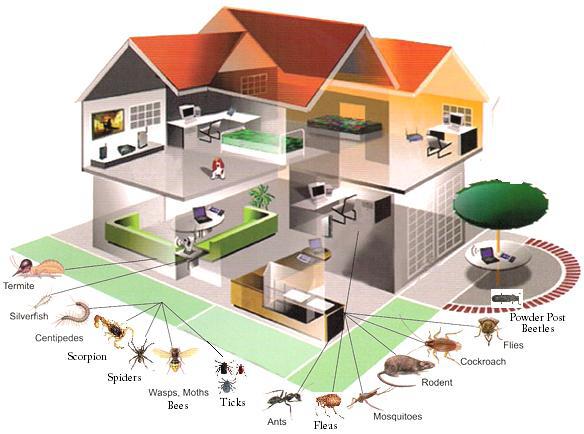 Termite
Silverfish
Centipedes
Scorpion
Spiders
Wasps, Moths
Bees
Ticks
Ants
Fleas
Mosquitoes
Rodent
Cockroach
Flies
Powder Post
Beetles